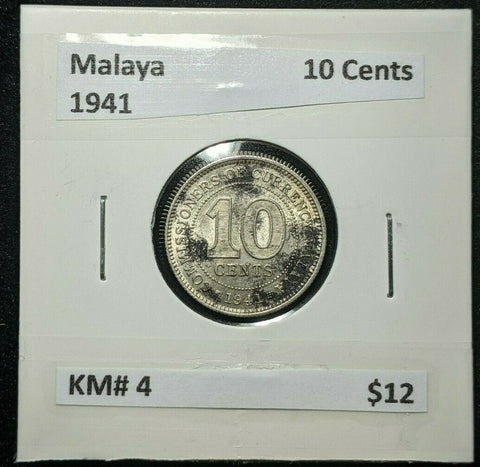 Malaya 10 Cents
1941
COMMISSIONERS OF CURRENCY
10
CENTS
1941
KM# 4 $12